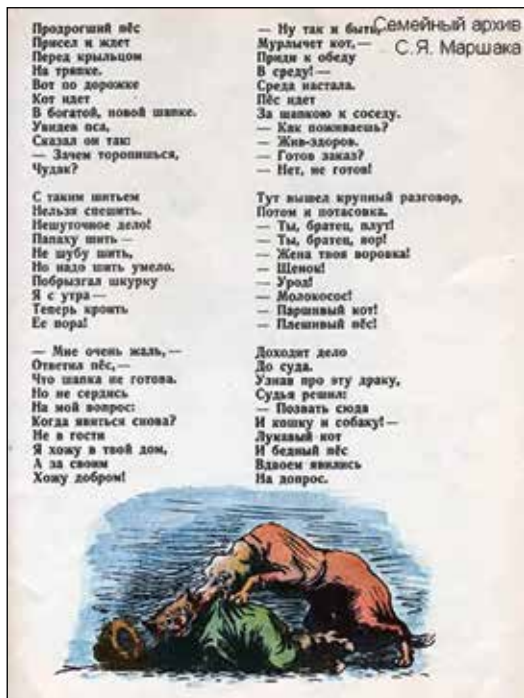 Семейный архив
С.Я. Маршака
Продрогший пёс
Присел и ждет
Перед крыльцом
На тряпке.
Вот по дорожке
Кот идет
В богатой, новой шапке.
Увидев пса,
Сказал он так:
— Зачем торопишься,
Чудак?
С таким шитьем
Нельзя спешить.
Нешуточное дело!
Папаху шить —
Не шубу шить,
Но надо шить умело.
Побрызгал шкурку
Я с утра —
Теперь кроить
Ее пора!
— Мне очень жаль, —
Ответил пёс, —
Что шапка не готова.
Но не сердись
На мой вопрос:
Когда явиться снова?
Не в гости
Я хожу в твой дом,
А за своим
Хожу добром!
— Ну так и быть, —
Мурлычет кот, —
Приди к обеду
В среду! —
Среда настала.
Пёс идет
За шапкою к соседу.
— Как поживаешь?
— Жив-здоров.
— Готов заказ?
— Нет, не готов!
Тут вышел крупный разговор,
Потом и потасовка.
— Ты, братец, плут!
— Ты, братец, вор!
— Жена твоя воровка!
— Щенок!
— Урод!
— Молокосос!
— Паршивый кот!
— Плешивый пёс!
Доходит дело
До суда.
Узнав про эту драку,
Судья решил:
— Позвать сюда
И кошку и собаку! —
Лукавый кот
И бедный пёс
Вдвоем явились
На допрос.